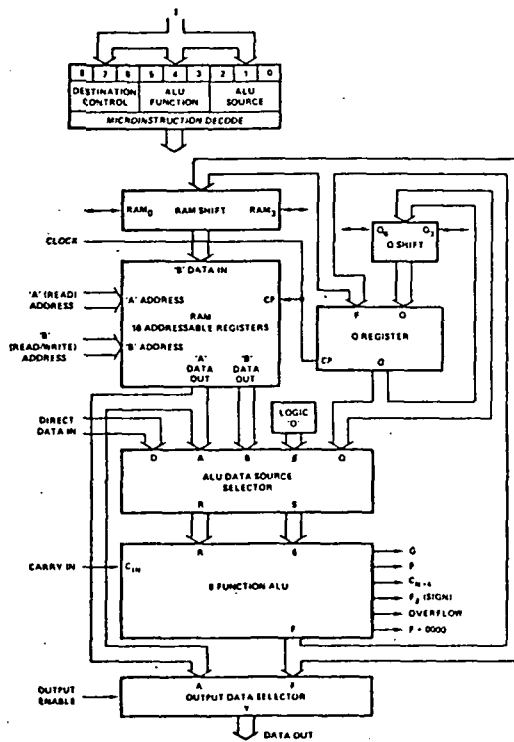 I
8 7 6 5 4 3 2 1 0
DESTINATION CONTROL
ALU FUNCTION
ALU SOURCE
MICROINSTRUCTION DECODE
RAM0 RAM SHIFT RAM3
Q0 Q3
Q SHIFT
CLOCK
'B' DATA IN
'A' (READ) ADDRESS
'A' ADDRESS
CP
RAM
16 ADDRESSABLE REGISTERS
'B' (READ/WRITE) ADDRESS
'B' ADDRESS
'A' DATA OUT
'B' DATA OUT
F Q
Q REGISTER
CP
Q
LOGIC
'0'
DIRECT DATA IN
D A B Q
ALU DATA SOURCE
SELECTOR
R S
R S
CARRY IN
CIN
8 FUNCTION ALU
F
G
P
CN+4
F3 (SIGN)
OVERFLOW
F = 0000
OUTPUT ENABLE
A F
OUTPUT DATA SELECTOR
Y
DATA OUT